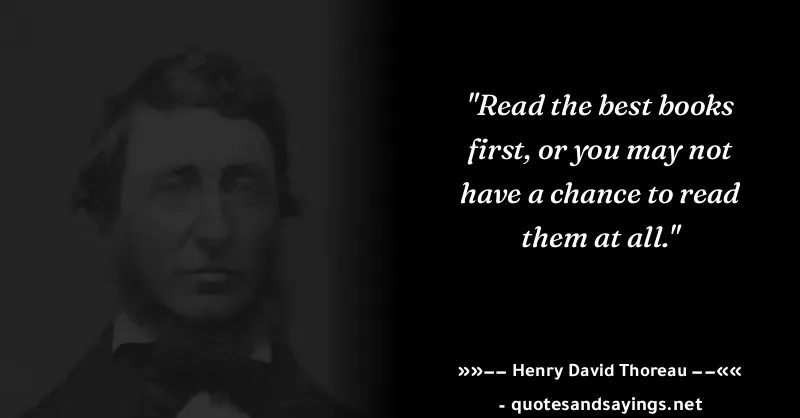 "Read the best books
first, or you may not
have a chance to read
them at all."
»»−− Henry David Thoreau −−««
- quotesandsayings.net